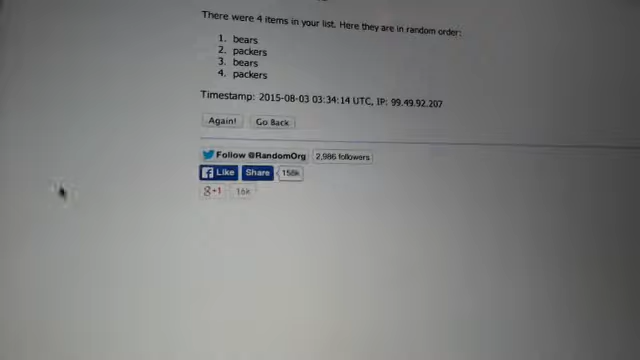 There were 4 items in your list. Here they are in random order:
1. bears
2. packers
3. bears
4. packers
Timestamp: 2015-08-03 03:34:14 UTC, IP: 99.49.92.207
Again! Go Back
Follow @RandomOrg 2,986 followers
Like Share 158k
g+1 16k